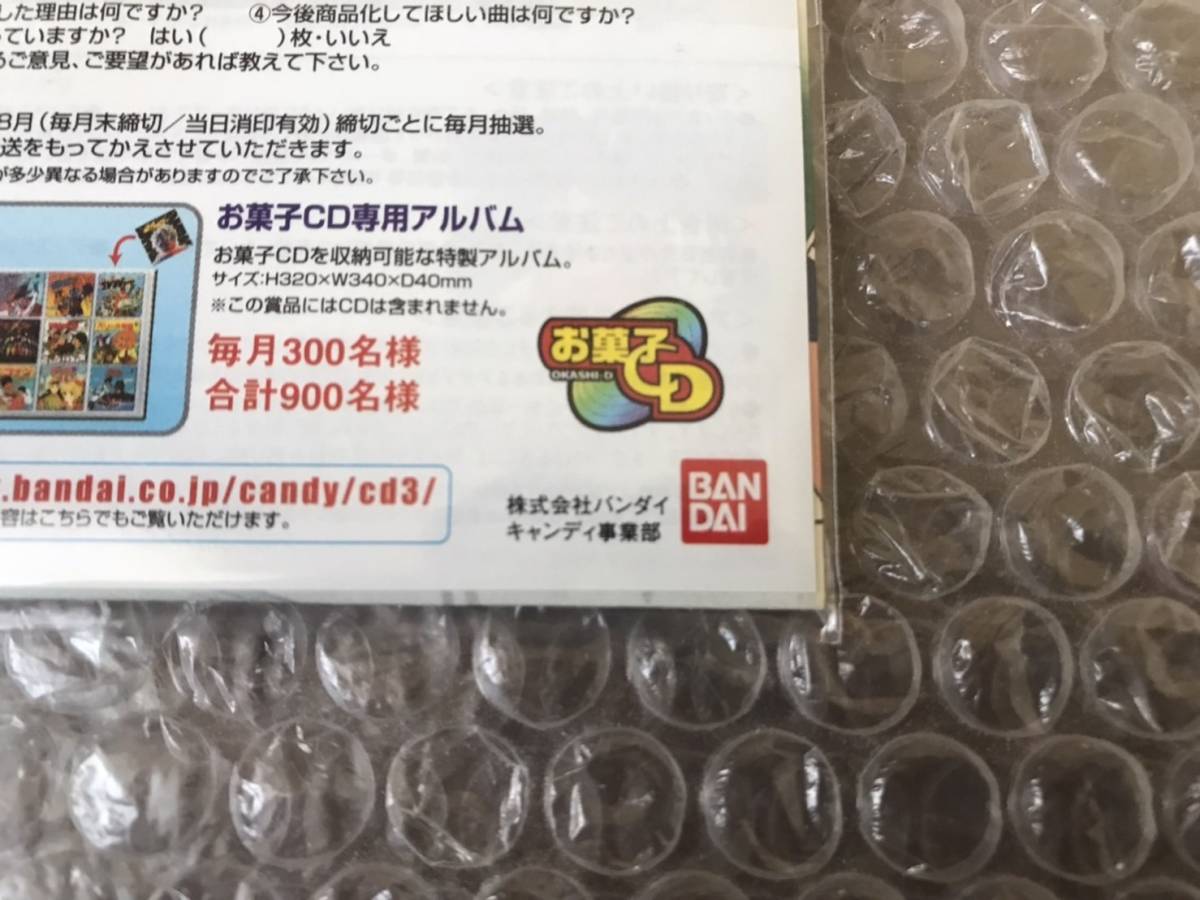 した理由は何ですか?　④今後商品化してほしい曲は何ですか?
っていますか?　はい(　　　)枚・いいえ
るご意見、ご要望があれば教えて下さい。
8月(毎月末締切／当日消印有効)締切ごとに毎月抽選。
送をもってかえさせていただきます。
が多少異なる場合がありますのでご了承下さい。
お菓子CD専用アルバム
お菓子CDを収納可能な特製アルバム。
サイズ:H320×W340×D40mm
※この賞品にはCDは含まれません。
毎月300名様
合計900名様
お菓子CD
OKASHI-D
.bandai.co.jp/candy/cd3/
容はこちらでもご覧いただけます。
株式会社バンダイ
キャンディ事業部
BAN
DAI